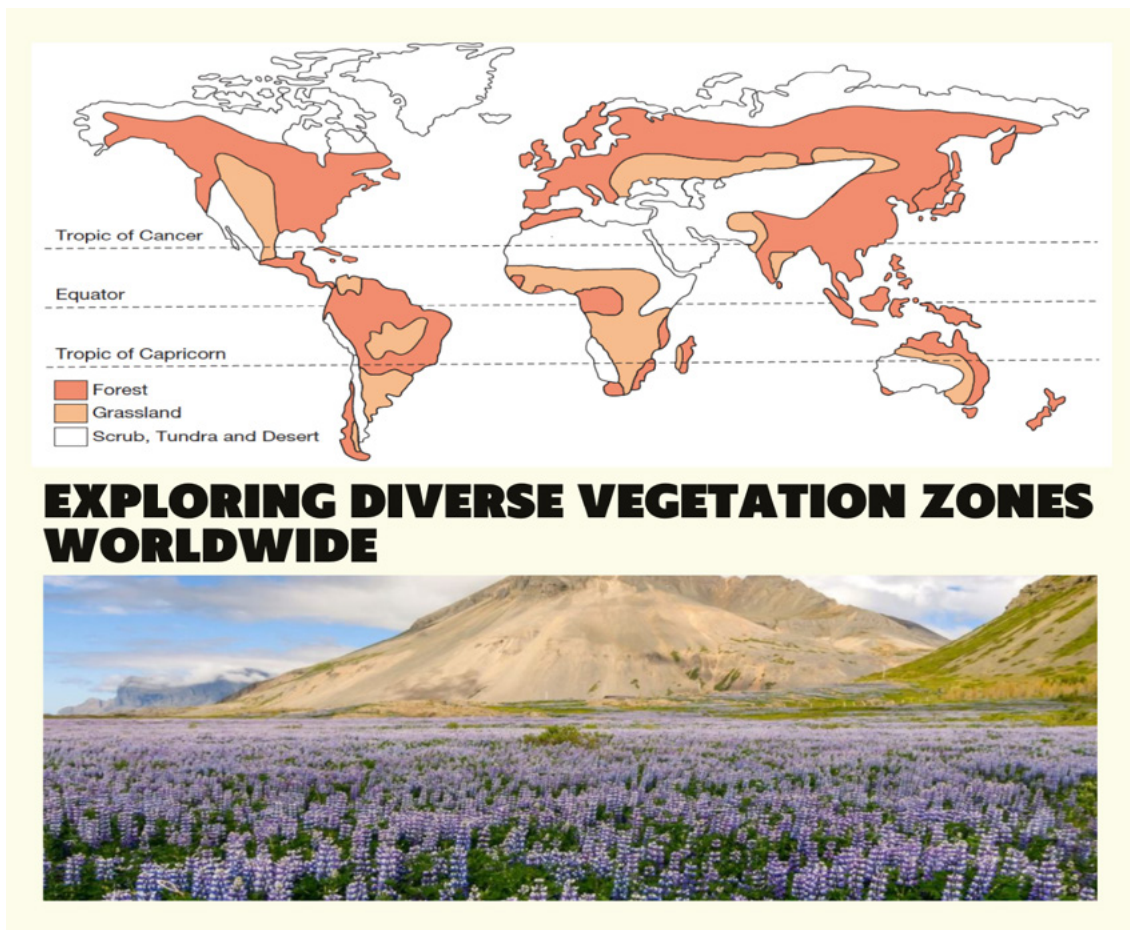 Tropic of Cancer
Equator
Tropic of Capricorn
Forest
Grassland
Scrub, Tundra and Desert
EXPLORING DIVERSE VEGETATION ZONES
WORLDWIDE